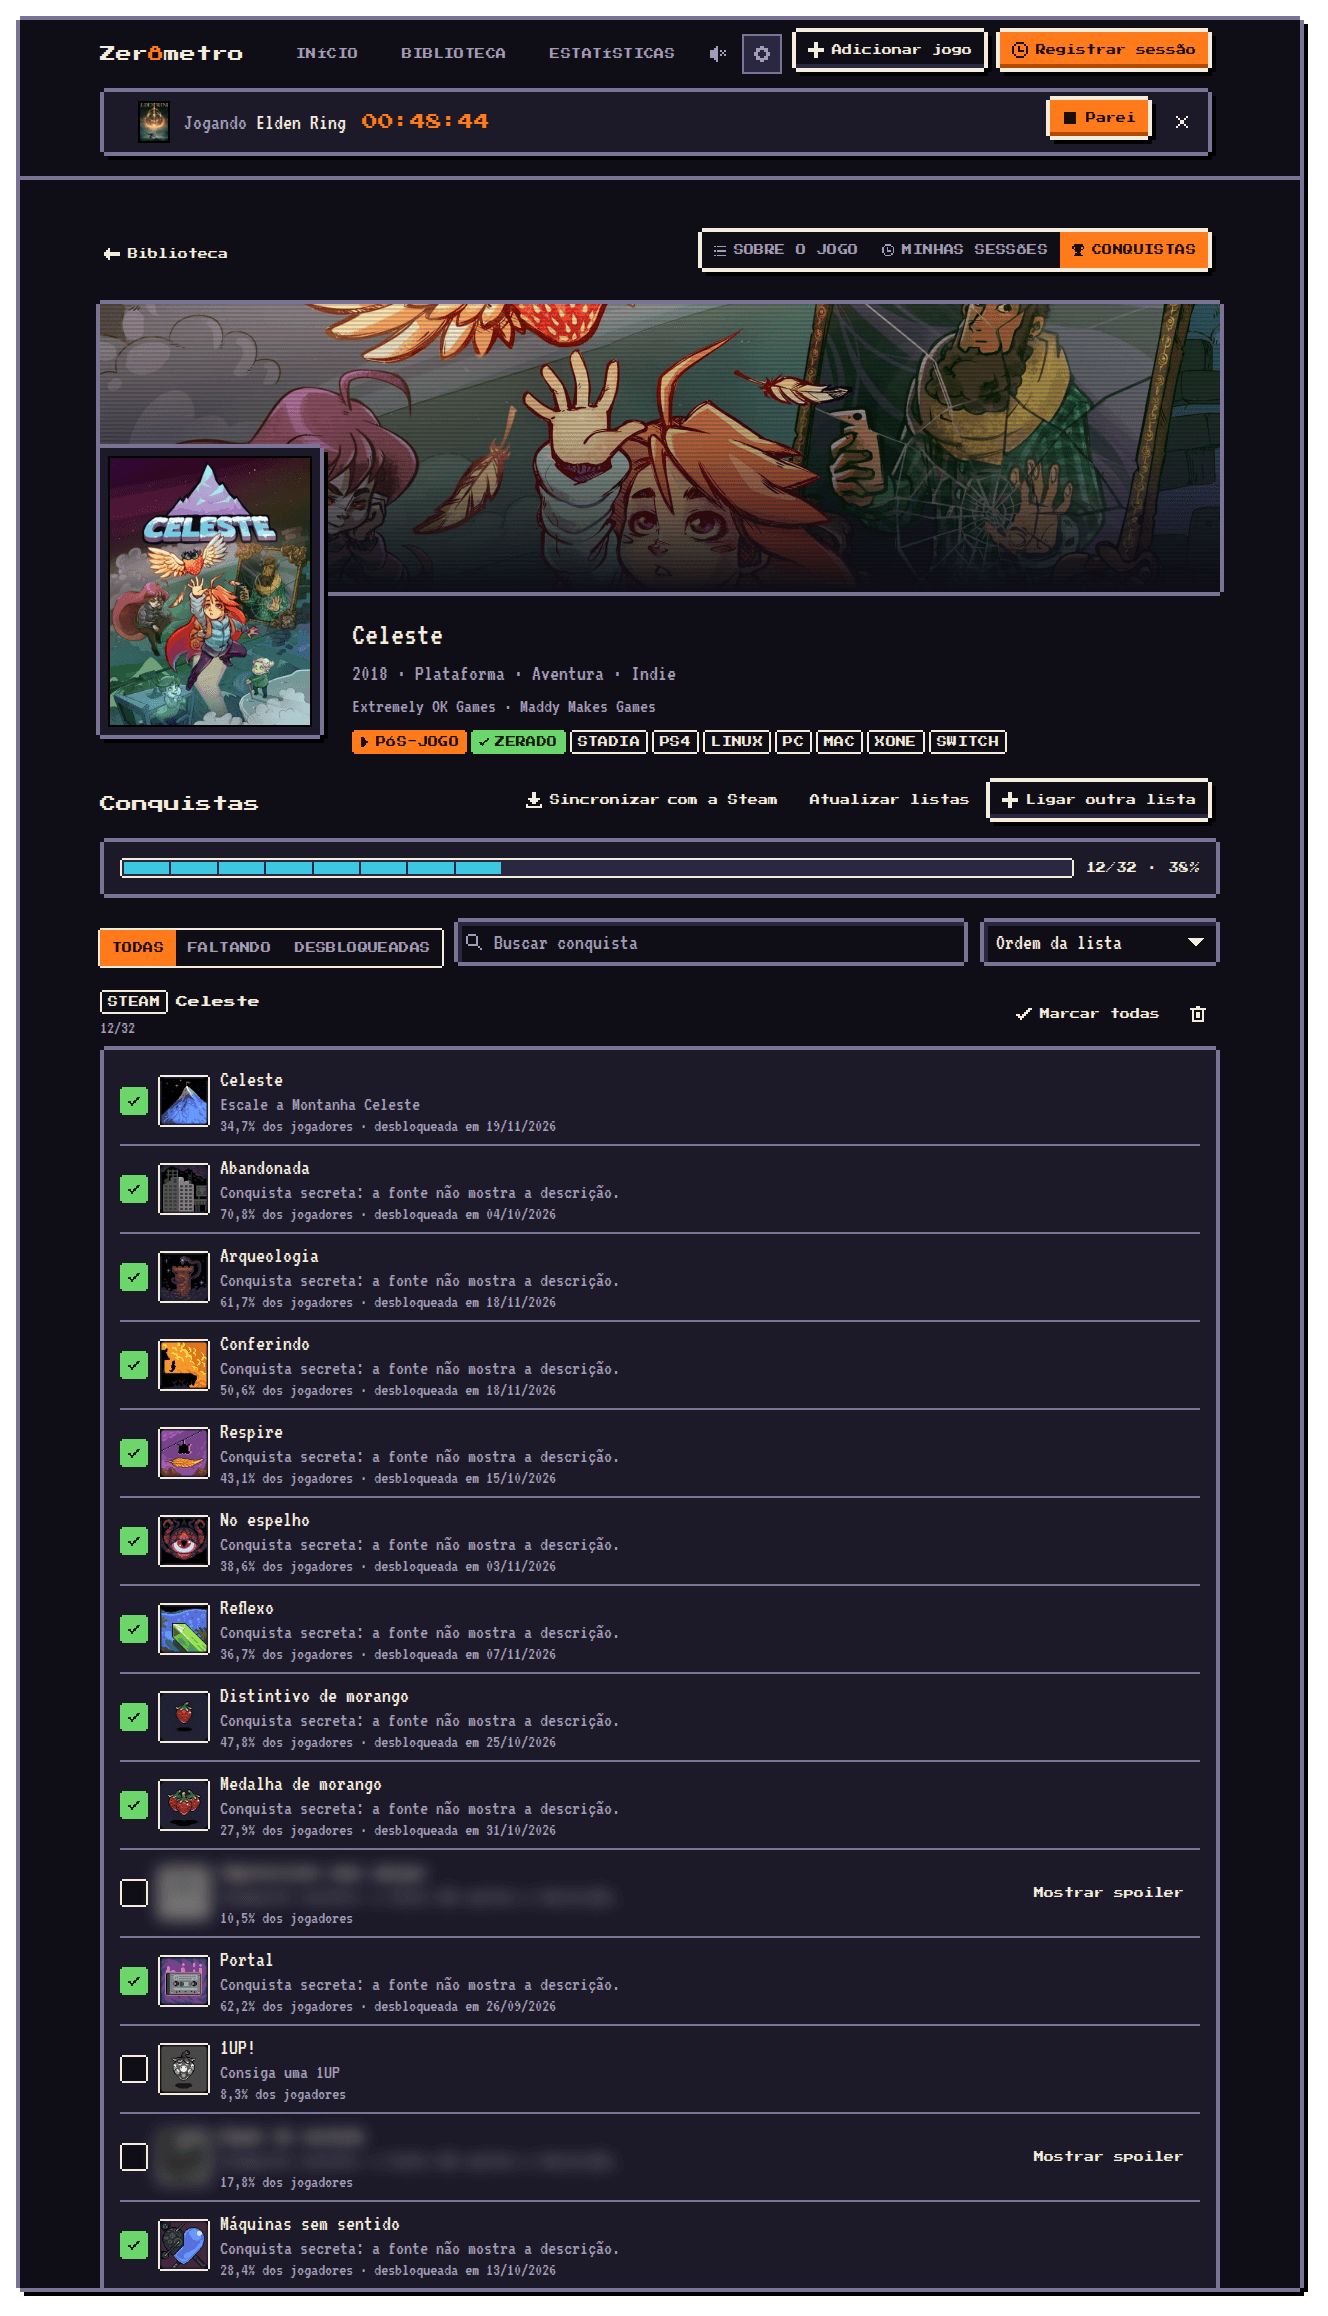 Zerômetro
INÍCIO
BIBLIOTECA
ESTATÍSTICAS
Adicionar jogo
Registrar sessão
Jogando Elden Ring 00:48:44
Parei
Biblioteca
SOBRE O JOGO
MINHAS SESSÕES
CONQUISTAS
CELESTE
Celeste
2018 · Plataforma · Aventura · Indie
Extremely OK Games · Maddy Makes Games
PÓS-JOGO
ZERADO
STADIA
PS4
LINUX
PC
MAC
XONE
SWITCH
Conquistas
Sincronizar com a Steam
Atualizar listas
Ligar outra lista
12/32 · 38%
TODAS
FALTANDO
DESBLOQUEADAS
Buscar conquista
Ordem da lista
STEAM Celeste
12/32
Marcar todas
Celeste
Escale a Montanha Celeste
34,7% dos jogadores · desbloqueada em 19/11/2026
Abandonada
Conquista secreta: a fonte não mostra a descrição.
70,8% dos jogadores · desbloqueada em 04/10/2026
Arqueologia
Conquista secreta: a fonte não mostra a descrição.
61,7% dos jogadores · desbloqueada em 18/11/2026
Conferindo
Conquista secreta: a fonte não mostra a descrição.
50,6% dos jogadores · desbloqueada em 18/11/2026
Respire
Conquista secreta: a fonte não mostra a descrição.
43,1% dos jogadores · desbloqueada em 15/10/2026
No espelho
Conquista secreta: a fonte não mostra a descrição.
38,6% dos jogadores · desbloqueada em 03/11/2026
Reflexo
Conquista secreta: a fonte não mostra a descrição.
36,7% dos jogadores · desbloqueada em 07/11/2026
Distintivo de morango
Conquista secreta: a fonte não mostra a descrição.
47,8% dos jogadores · desbloqueada em 25/10/2026
Medalha de morango
Conquista secreta: a fonte não mostra a descrição.
27,9% dos jogadores · desbloqueada em 31/10/2026
10,5% dos jogadores
Mostrar spoiler
Portal
Conquista secreta: a fonte não mostra a descrição.
62,2% dos jogadores · desbloqueada em 26/09/2026
1UP!
Consiga uma 1UP
8,3% dos jogadores
17,8% dos jogadores
Mostrar spoiler
Máquinas sem sentido
Conquista secreta: a fonte não mostra a descrição.
28,4% dos jogadores · desbloqueada em 13/10/2026